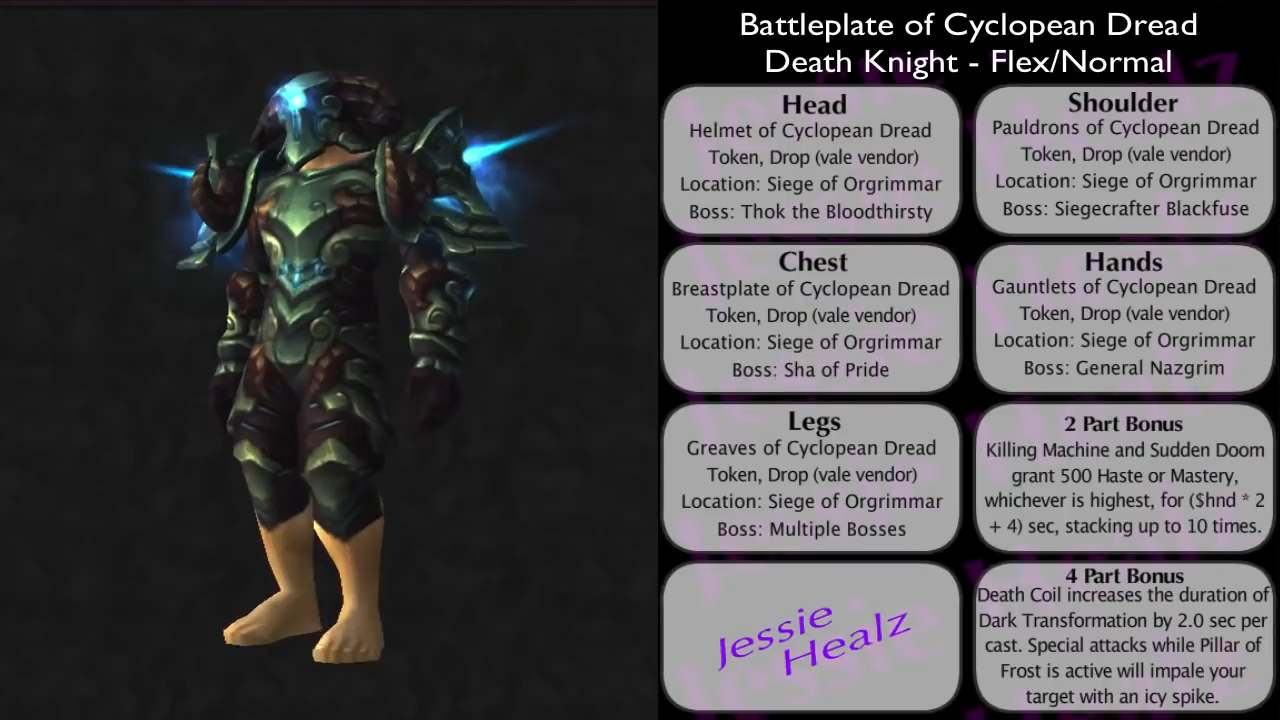 Battleplate of Cyclopean Dread
Death Knight - Flex/Normal
Head
Helmet of Cyclopean Dread
Token, Drop (vale vendor)
Location: Siege of Orgrimmar
Boss: Thok the Bloodthirsty
Shoulder
Pauldrons of Cyclopean Dread
Token, Drop (vale vendor)
Location: Siege of Orgrimmar
Boss: Siegecrafter Blackfuse
Chest
Breastplate of Cyclopean Dread
Token, Drop (vale vendor)
Location: Siege of Orgrimmar
Boss: Sha of Pride
Hands
Gauntlets of Cyclopean Dread
Token, Drop (vale vendor)
Location: Siege of Orgrimmar
Boss: General Nazgrim
Legs
Greaves of Cyclopean Dread
Token, Drop (vale vendor)
Location: Siege of Orgrimmar
Boss: Multiple Bosses
2 Part Bonus
Killing Machine and Sudden Doom
grant 500 Haste or Mastery,
whichever is highest, for ($hnd * 2
+ 4) sec, stacking up to 10 times.
Jessie
Healz
4 Part Bonus
Death Coil increases the duration of
Dark Transformation by 2.0 sec per
cast. Special attacks while Pillar of
Frost is active will impale your
target with an icy spike.